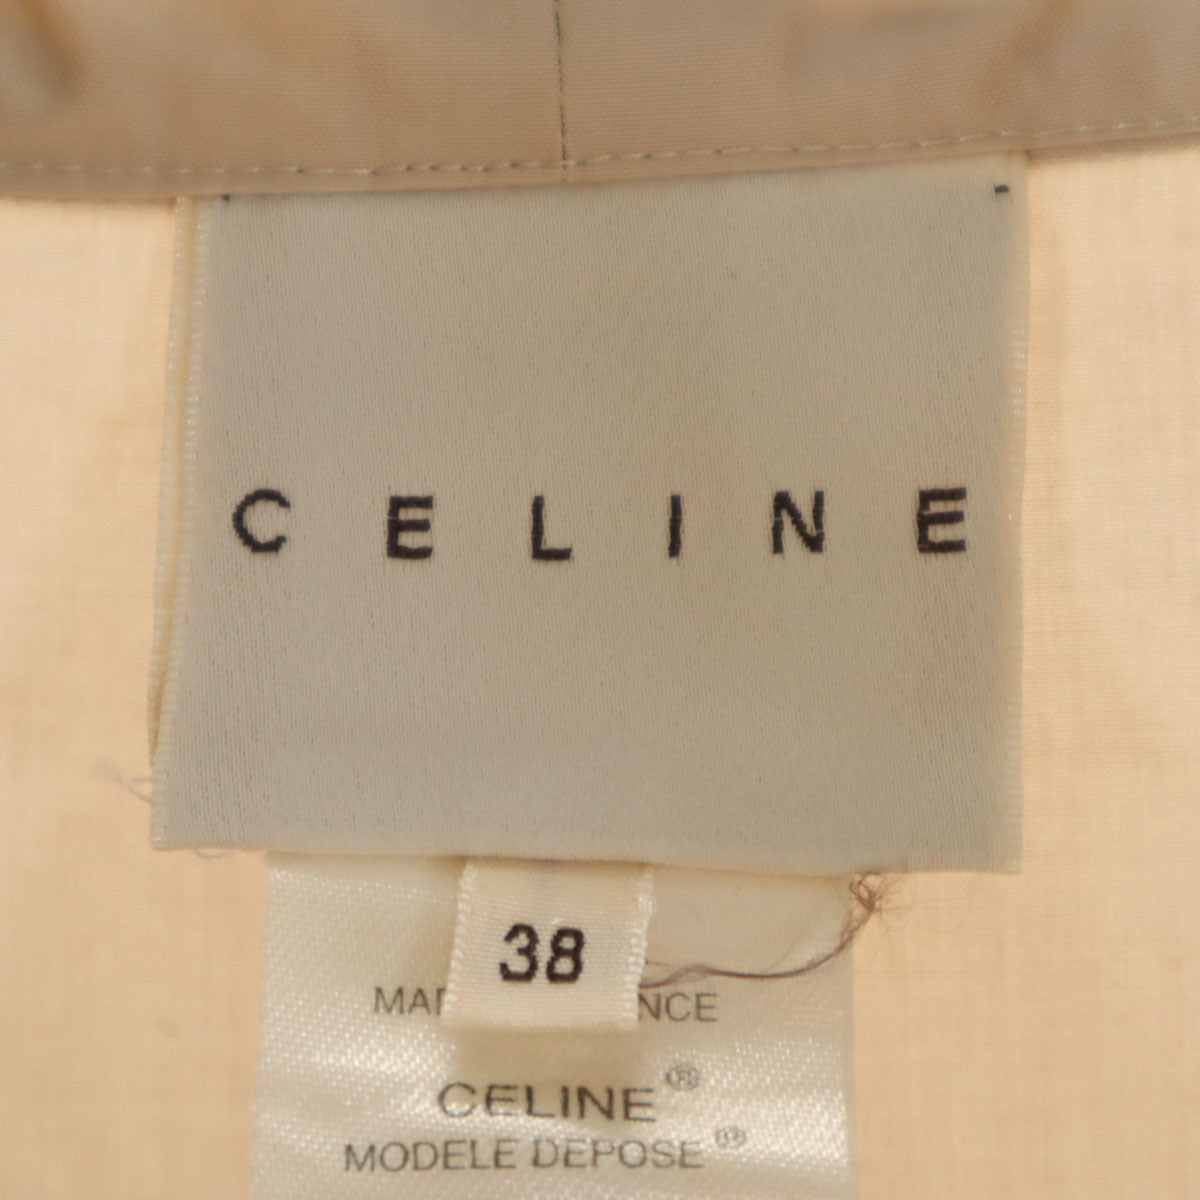 CELINE
38
MA NCE
CELINE®
MODELE DEPOSE®